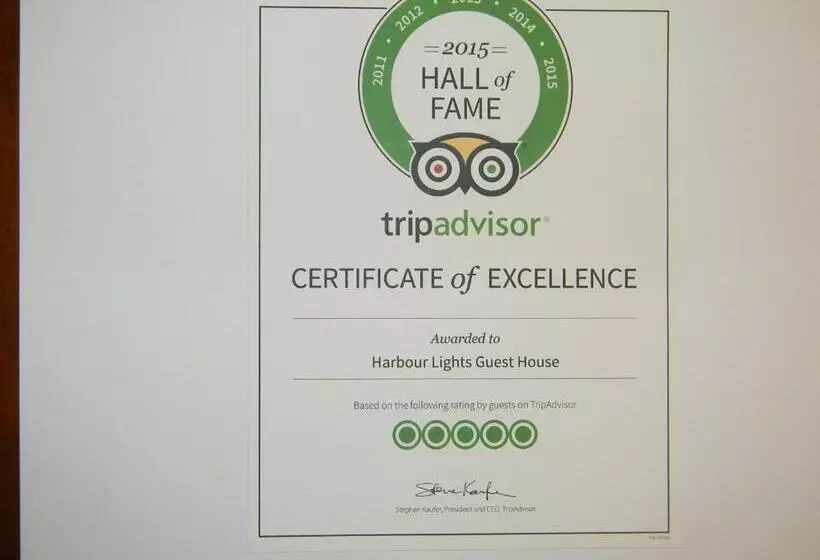 2011 • 2012 • 2013 • 2014 • 2015
=2015=
HALL of
FAME
tripadvisor®
CERTIFICATE of EXCELLENCE
Awarded to
Harbour Lights Guest House
Based on the following rating by guests on TripAdvisor
Stephen Kaufer, President and CEO, TripAdvisor